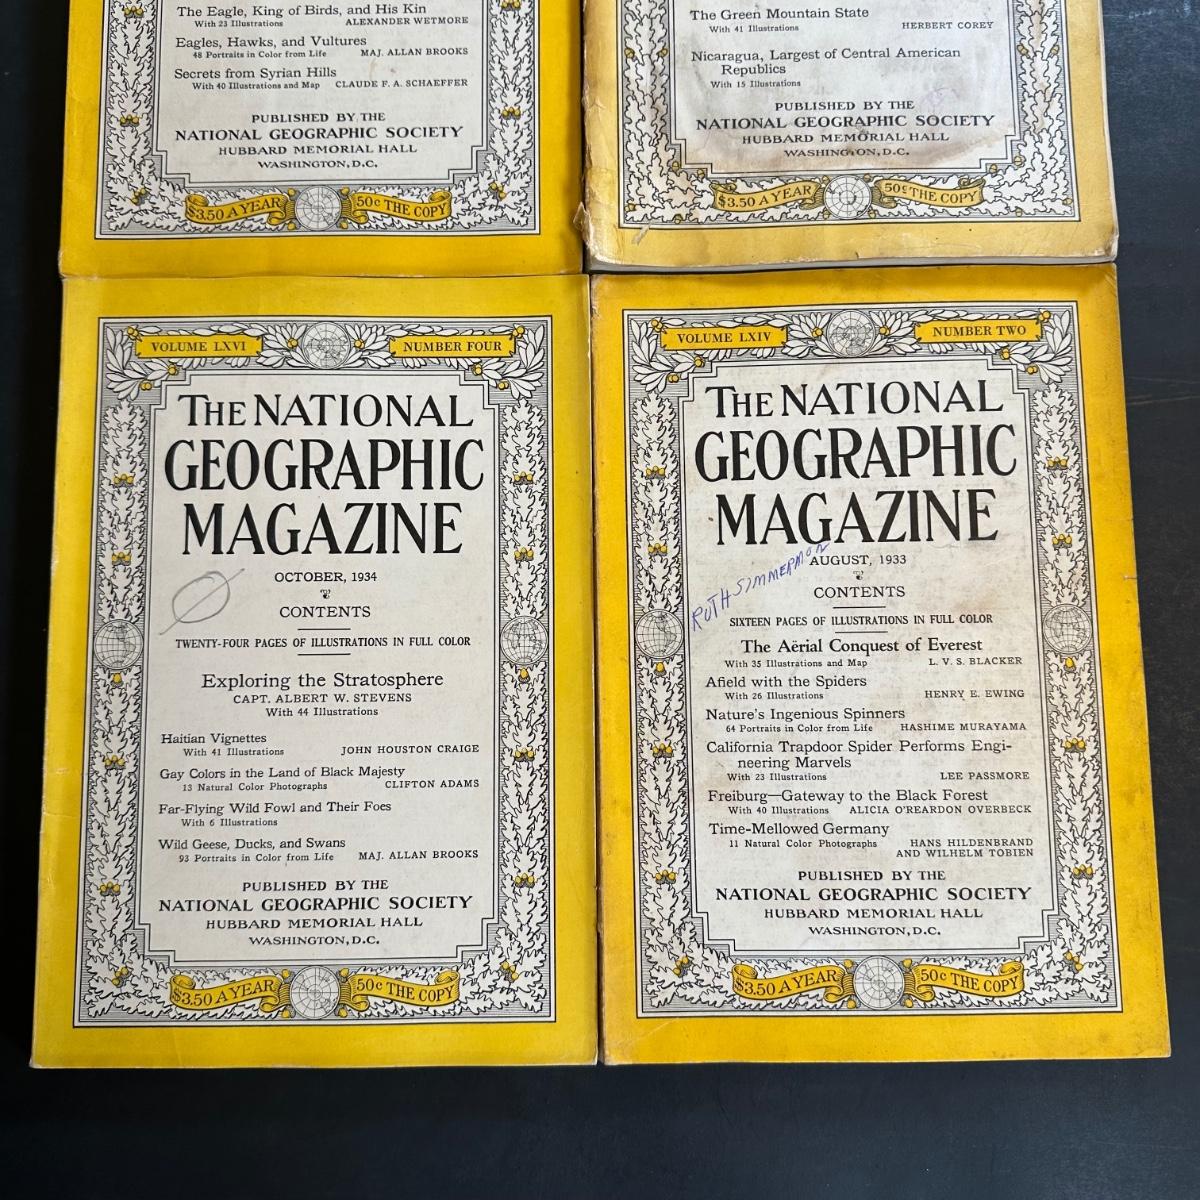 The Eagle, King of Birds, and His Kin
With 23 Illustrations ALEXANDER WETMORE
Eagles, Hawks, and Vultures
48 Portraits in Color from Life MAJ. ALLAN BROOKS
Secrets from Syrian Hills
With 40 Illustrations and Map CLAUDE F. A. SCHAEFFER
PUBLISHED BY THE
NATIONAL GEOGRAPHIC SOCIETY
HUBBARD MEMORIAL HALL
WASHINGTON, D.C.
$3.50 A YEAR 50c THE COPY
The Green Mountain State
With 41 Illustrations HERBERT COREY
Nicaragua, Largest of Central American
Republics
With 15 Illustrations
PUBLISHED BY THE
NATIONAL GEOGRAPHIC SOCIETY
HUBBARD MEMORIAL HALL
WASHINGTON, D.C.
$3.50 A YEAR 50c THE COPY
VOLUME LXVI NUMBER FOUR
THE NATIONAL
GEOGRAPHIC
MAGAZINE
OCTOBER, 1934
CONTENTS
TWENTY-FOUR PAGES OF ILLUSTRATIONS IN FULL COLOR
Exploring the Stratosphere
CAPT. ALBERT W. STEVENS
With 44 Illustrations
Haitian Vignettes
With 41 Illustrations JOHN HOUSTON CRAIGE
Gay Colors in the Land of Black Majesty
13 Natural Color Photographs CLIFTON ADAMS
Far-Flying Wild Fowl and Their Foes
With 6 Illustrations
Wild Geese, Ducks, and Swans
93 Portraits in Color from Life MAJ. ALLAN BROOKS
PUBLISHED BY THE
NATIONAL GEOGRAPHIC SOCIETY
HUBBARD MEMORIAL HALL
WASHINGTON, D.C.
$3.50 A YEAR 50c THE COPY
VOLUME LXIV NUMBER TWO
THE NATIONAL
GEOGRAPHIC
MAGAZINE
RUTH SIMMERMON
AUGUST, 1933
CONTENTS
SIXTEEN PAGES OF ILLUSTRATIONS IN FULL COLOR
The Aërial Conquest of Everest
With 35 Illustrations and Map L. V. S. BLACKER
Afield with the Spiders
With 26 Illustrations HENRY E. EWING
Nature's Ingenious Spinners
64 Portraits in Color from Life HASHIME MURAYAMA
California Trapdoor Spider Performs Engi-
neering Marvels
With 23 Illustrations LEE PASSMORE
Freiburg—Gateway to the Black Forest
With 40 Illustrations ALICIA O'REARDON OVERBECK
Time-Mellowed Germany
11 Natural Color Photographs HANS HILDENBRAND
AND WILHELM TOBIEN
PUBLISHED BY THE
NATIONAL GEOGRAPHIC SOCIETY
HUBBARD MEMORIAL HALL
WASHINGTON, D.C.
$3.50 A YEAR 50c THE COPY